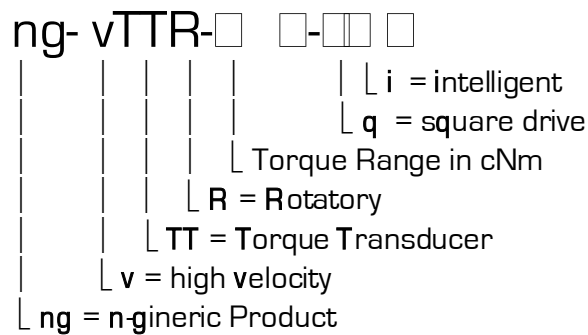 ng- vTTR-□ □-□□ □
i = intelligent
q = square drive
Torque Range in cNm
R = Rotatory
TT = Torque Transducer
v = high velocity
ng = n-gineric Product